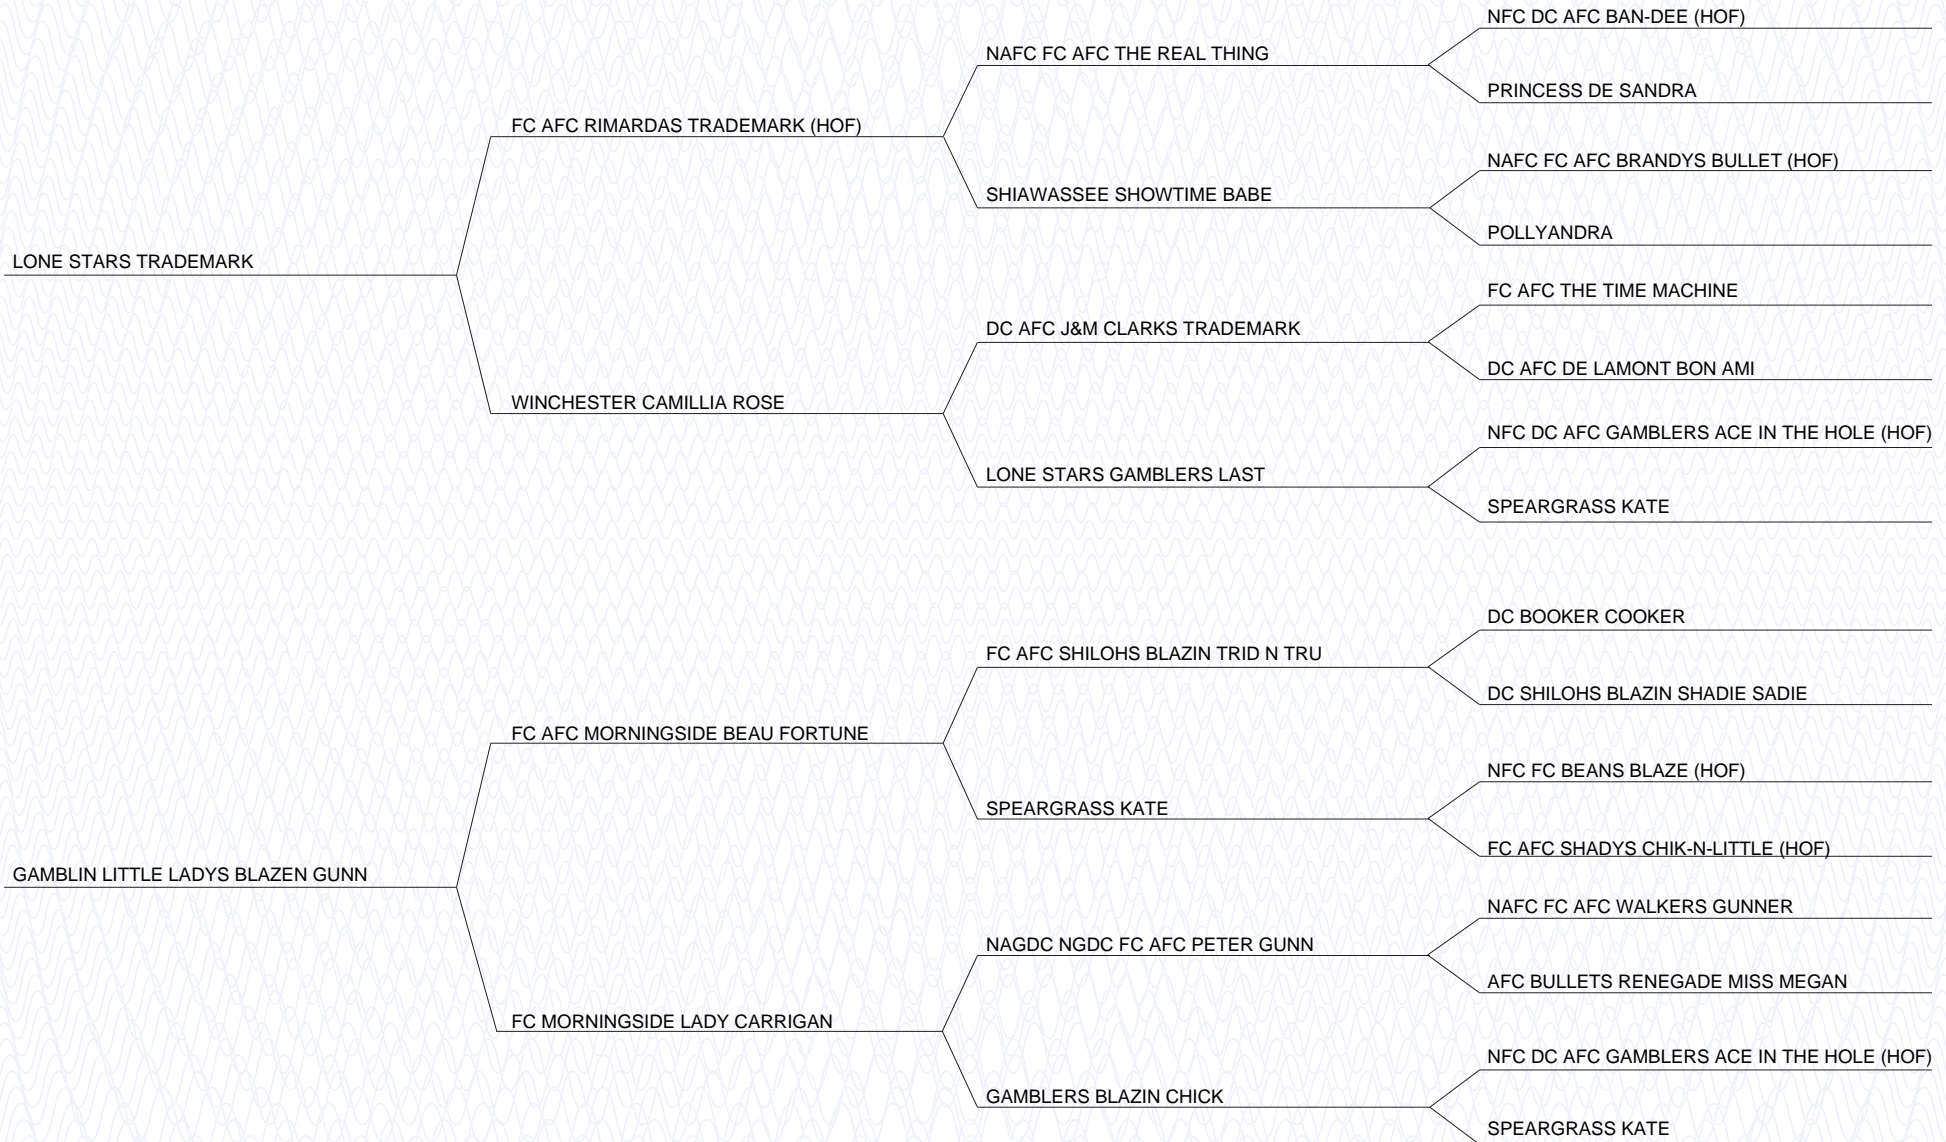 NFC DC AFC BAN-DEE (HOF)
NAFC FC AFC THE REAL THING
PRINCESS DE SANDRA
FC AFC RIMARDAS TRADEMARK (HOF)
NAFC FC AFC BRANDYS BULLET (HOF)
SHIAWASSEE SHOWTIME BABE
POLLYANDRA
LONE STARS TRADEMARK
FC AFC THE TIME MACHINE
DC AFC J&M CLARKS TRADEMARK
DC AFC DE LAMONT BON AMI
WINCHESTER CAMILLIA ROSE
NFC DC AFC GAMBLERS ACE IN THE HOLE (HOF)
LONE STARS GAMBLERS LAST
SPEARGRASS KATE
DC BOOKER COOKER
FC AFC SHILOHS BLAZIN TRID N TRU
DC SHILOHS BLAZIN SHADIE SADIE
FC AFC MORNINGSIDE BEAU FORTUNE
NFC FC BEANS BLAZE (HOF)
SPEARGRASS KATE
FC AFC SHADYS CHIK-N-LITTLE (HOF)
GAMBLIN LITTLE LADYS BLAZEN GUNN
NAFC FC AFC WALKERS GUNNER
NAGDC NGDC FC AFC PETER GUNN
AFC BULLETS RENEGADE MISS MEGAN
FC MORNINGSIDE LADY CARRIGAN
NFC DC AFC GAMBLERS ACE IN THE HOLE (HOF)
GAMBLERS BLAZIN CHICK
SPEARGRASS KATE